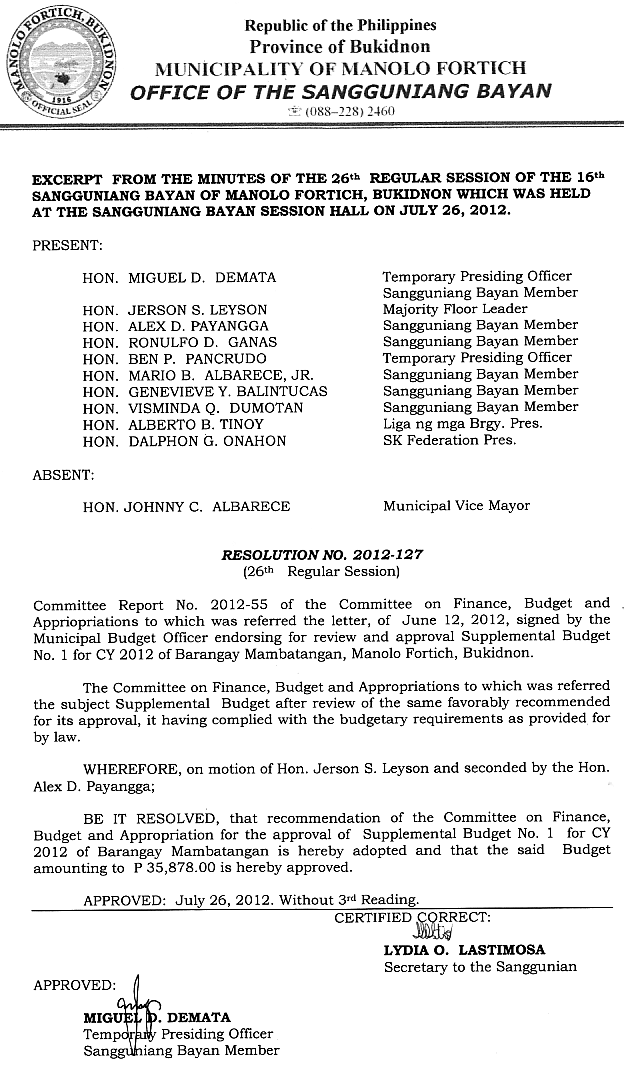 MANOLO FORTICH, BUKIDNON
1916
OFFICIAL SEAL
Republic of the Philippines
Province of Bukidnon
MUNICIPALITY OF MANOLO FORTICH
OFFICE OF THE SANGGUNIANG BAYAN
☏ (088–228) 2460
EXCERPT FROM THE MINUTES OF THE 26th REGULAR SESSION OF THE 16th
SANGGUNIANG BAYAN OF MANOLO FORTICH, BUKIDNON WHICH WAS HELD
AT THE SANGGUNIANG BAYAN SESSION HALL ON JULY 26, 2012.
PRESENT:
HON. MIGUEL D. DEMATA Temporary Presiding Officer
Sangguniang Bayan Member
HON. JERSON S. LEYSON Majority Floor Leader
HON. ALEX D. PAYANGGA Sangguniang Bayan Member
HON. RONULFO D. GANAS Sangguniang Bayan Member
HON. BEN P. PANCRUDO Temporary Presiding Officer
HON. MARIO B. ALBARECE, JR. Sangguniang Bayan Member
HON. GENEVIEVE Y. BALINTUCAS Sangguniang Bayan Member
HON. VISMINDA Q. DUMOTAN Sangguniang Bayan Member
HON. ALBERTO B. TINOY Liga ng mga Brgy. Pres.
HON. DALPHON G. ONAHON SK Federation Pres.
ABSENT:
HON. JOHNNY C. ALBARECE Municipal Vice Mayor
RESOLUTION NO. 2012-127
(26th Regular Session)
Committee Report No. 2012-55 of the Committee on Finance, Budget and
Appriopriations to which was referred the letter, of June 12, 2012, signed by the
Municipal Budget Officer endorsing for review and approval Supplemental Budget
No. 1 for CY 2012 of Barangay Mambatangan, Manolo Fortich, Bukidnon.
The Committee on Finance, Budget and Appropriations to which was referred
the subject Supplemental Budget after review of the same favorably recommended
for its approval, it having complied with the budgetary requirements as provided for
by law.
WHEREFORE, on motion of Hon. Jerson S. Leyson and seconded by the Hon.
Alex D. Payangga;
BE IT RESOLVED, that recommendation of the Committee on Finance,
Budget and Appropriation for the approval of Supplemental Budget No. 1 for CY
2012 of Barangay Mambatangan is hereby adopted and that the said Budget
amounting to P 35,878.00 is hereby approved.
APPROVED: July 26, 2012. Without 3rd Reading.
CERTIFIED CORRECT:
LYDIA O. LASTIMOSA
Secretary to the Sanggunian
APPROVED:
MIGUEL D. DEMATA
Temporary Presiding Officer
Sangguniang Bayan Member